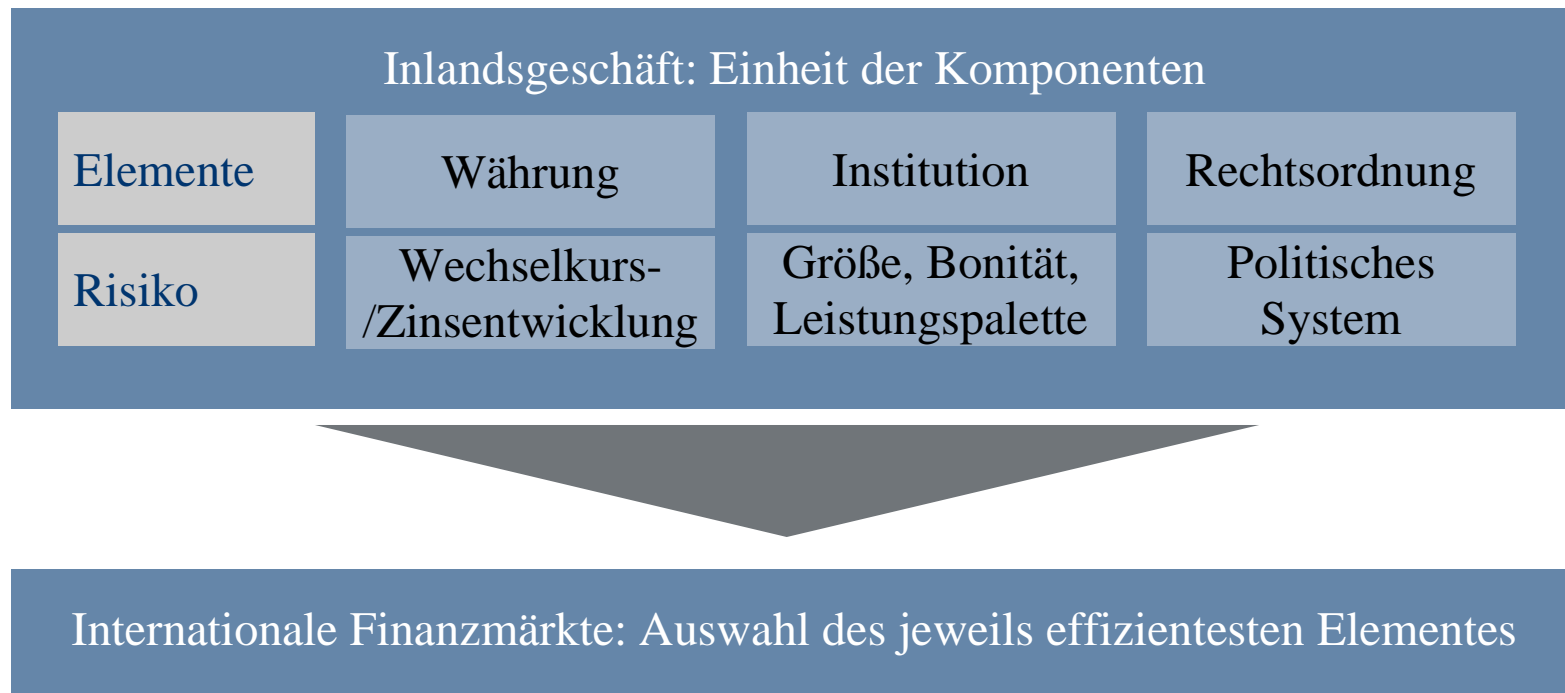 Inlandsgeschäft: Einheit der Komponenten
Elemente
Währung
Institution
Rechtsordnung
Risiko
Wechselkurs-
/Zinsentwicklung
Größe, Bonität,
Leistungspalette
Politisches
System
Internationale Finanzmärkte: Auswahl des jeweils effizientesten Elementes